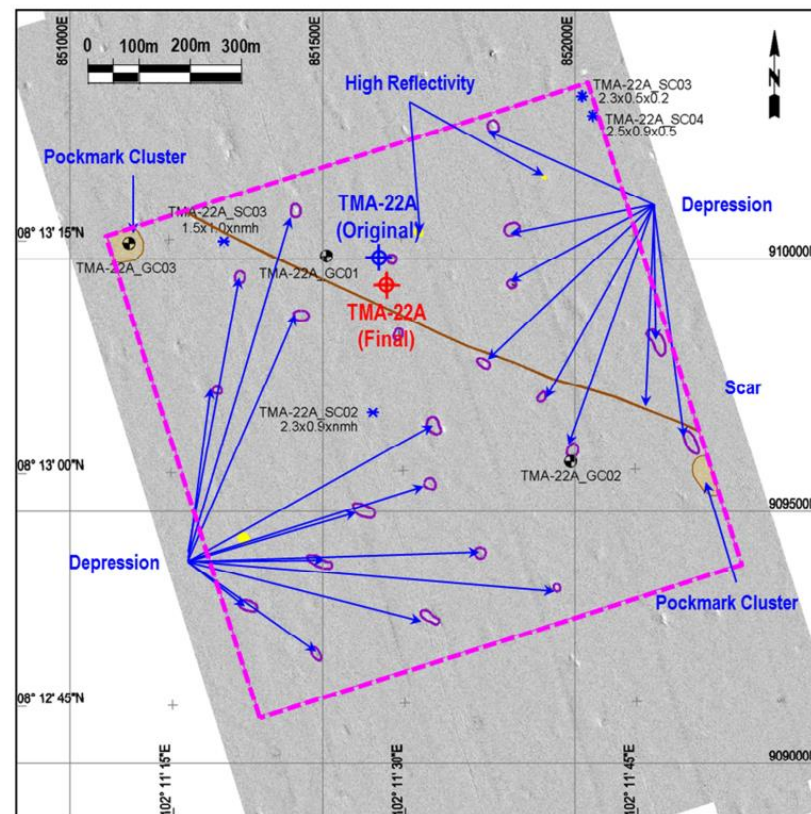 851000E
851500E
852000E
0 100m 200m 300m
N
High Reflectivity
TMA-22A_SC03
2.3x0.5x0.2
TMA-22A_SC04
2.5x0.9x0.5
Pockmark Cluster
TMA-22A_SC03
1.5x1.0xnmh
TMA-22A
(Original)
Depression
08° 13' 15"N
910000E
TMA-22A_GC03
TMA-22A_GC01
TMA-22A
(Final)
Scar
TMA-22A_SC02
2.3x0.9xnmh
08° 13' 00"N
TMA-22A_GC02
909500E
Depression
Pockmark Cluster
08° 12' 45"N
909000E
102° 11' 15"E
102° 11' 30"E
102° 11' 45"E